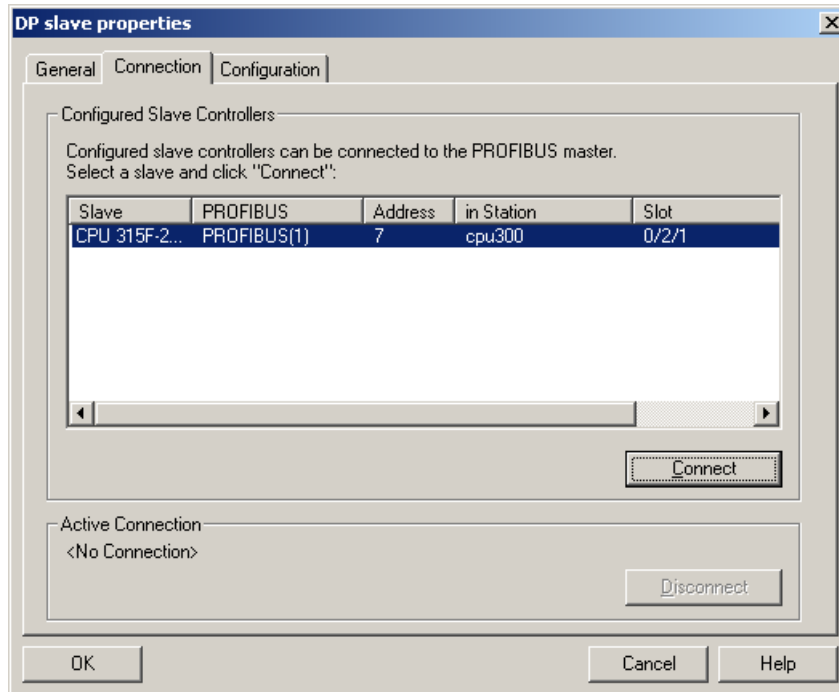 DP slave properties
General Connection Configuration
Configured Slave Controllers
Configured slave controllers can be connected to the PROFIBUS master.
Select a slave and click "Connect":
Slave PROFIBUS Address in Station Slot
CPU 315F-2... PROFIBUS(1) 7 cpu300 0/2/1
Connect
Active Connection
<No Connection>
Disconnect
OK Cancel Help